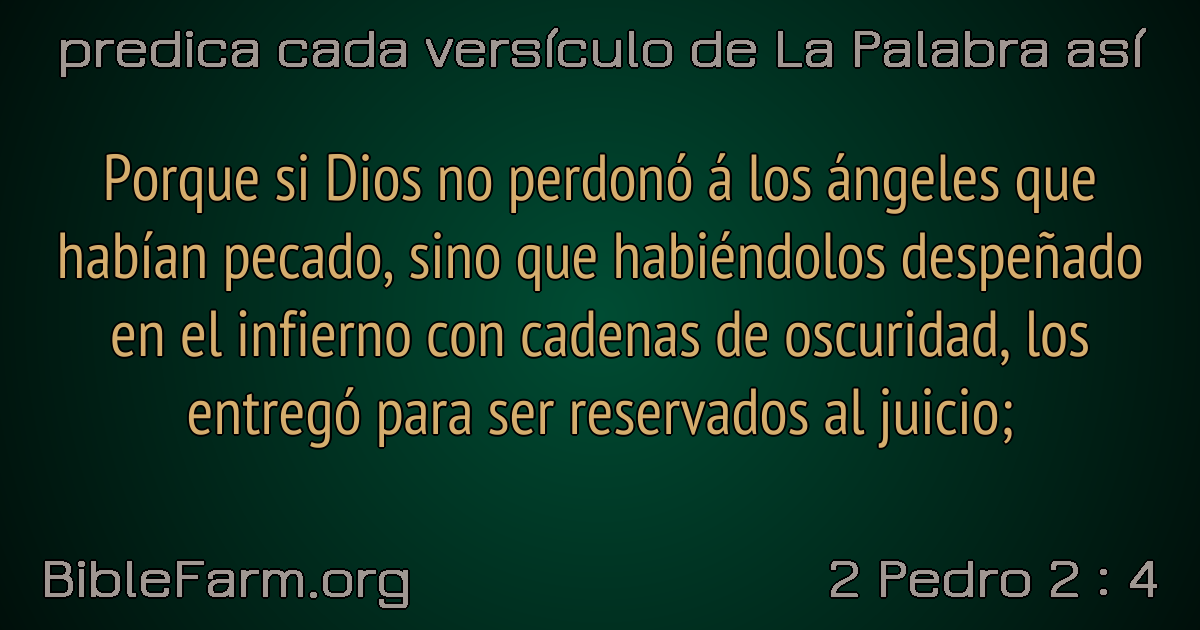 predica cada versículo de La Palabra así
Porque si Dios no perdonó á los ángeles que
habían pecado, sino que habiéndolos despeñado
en el infierno con cadenas de oscuridad, los
entregó para ser reservados al juicio;
BibleFarm.org
2 Pedro 2 : 4